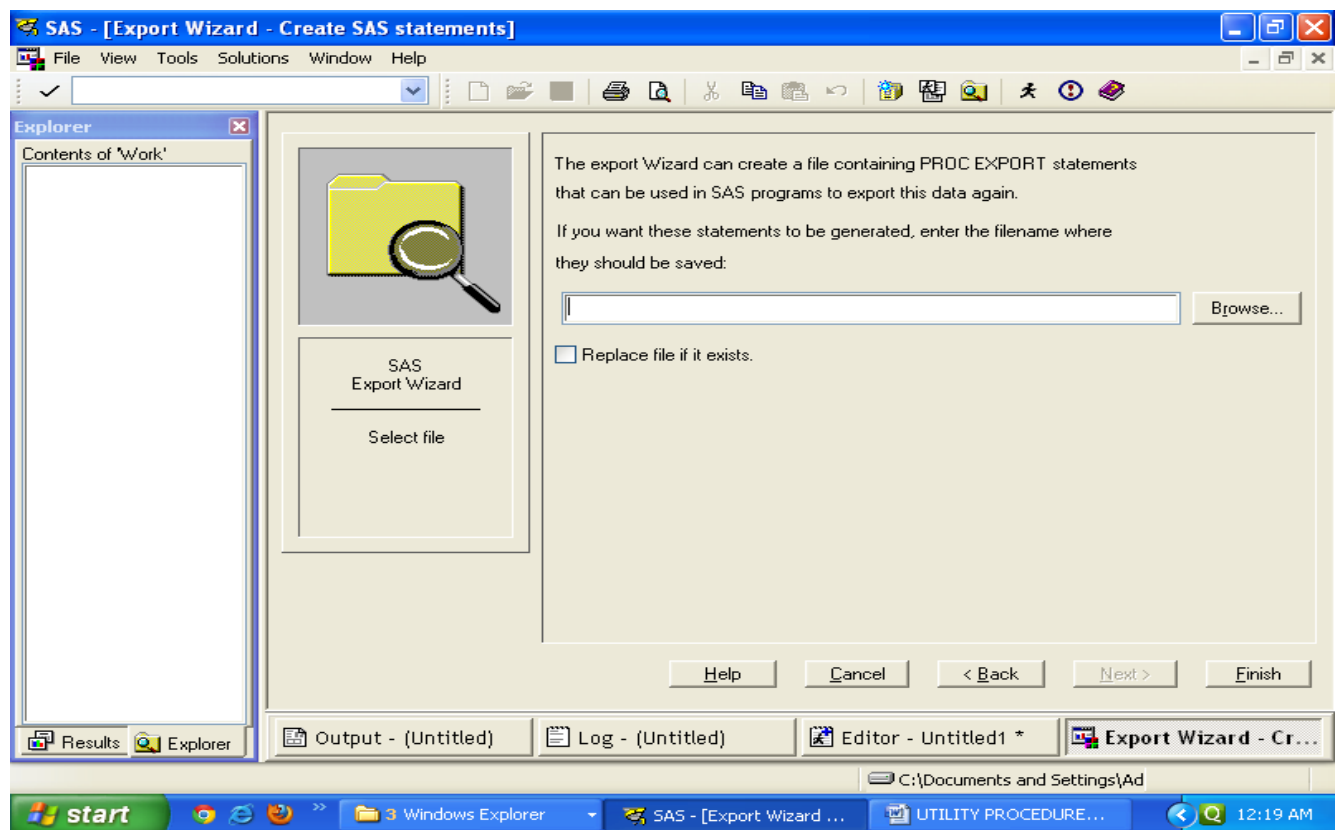 SAS - [Export Wizard - Create SAS statements]
File View Tools Solutions Window Help
Explorer
Contents of 'Work'
The export Wizard can create a file containing PROC EXPORT statements
that can be used in SAS programs to export this data again.
If you want these statements to be generated, enter the filename where
they should be saved:
Browse...
Replace file if it exists.
SAS
Export Wizard
Select file
Help Cancel < Back Next > Finish
Results Explorer
Output - (Untitled) Log - (Untitled) Editor - Untitled1 * Export Wizard - Cr...
C:\Documents and Settings\Ad
start 3 Windows Explorer SAS - [Export Wizard ... UTILITY PROCEDURE... 12:19 AM